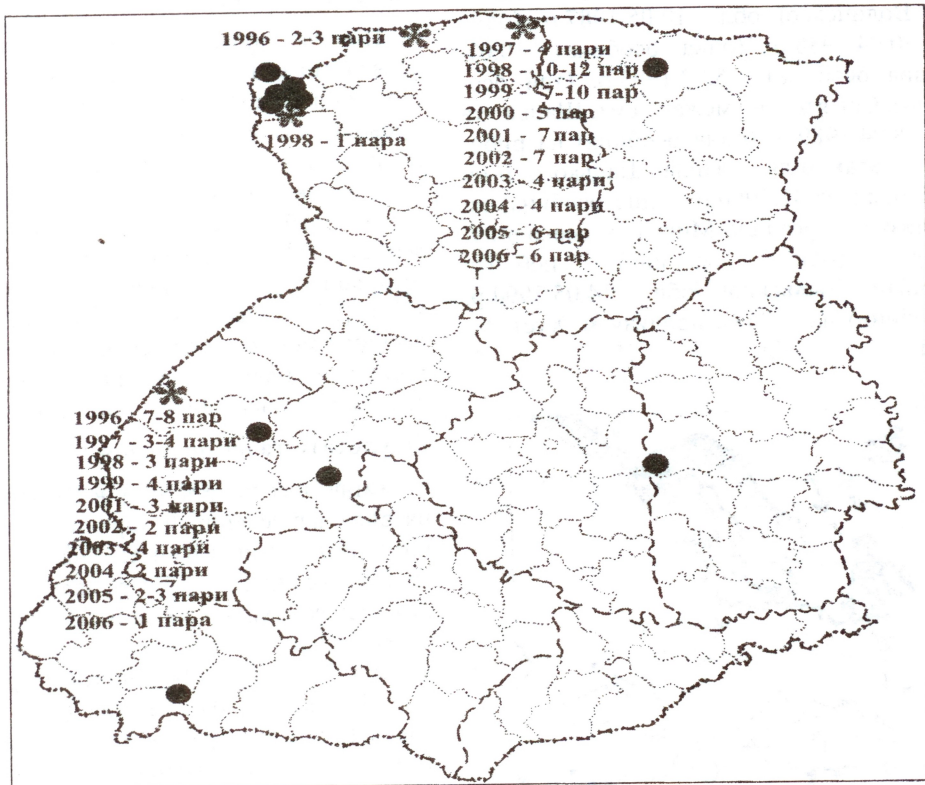 1996 - 2-3 пари
1997 - 4 пари
1998 - 10-12 пар
1999 - 7-10 пар
2000 - 5 пар
2001 - 7 пар
2002 - 7 пар
2003 - 4 пари
2004 - 4 пари
2005 - 6 пар
2006 - 6 пар
1998 - 1 пара
1996 - 7-8 пар
1997 - 3-4 пари
1998 - 3 пари
1999 - 4 пари
2001 - 3 пари
2002 - 2 пари
2003 - 4 пари
2004 - 2 пари
2005 - 2-3 пари
2006 - 1 пара